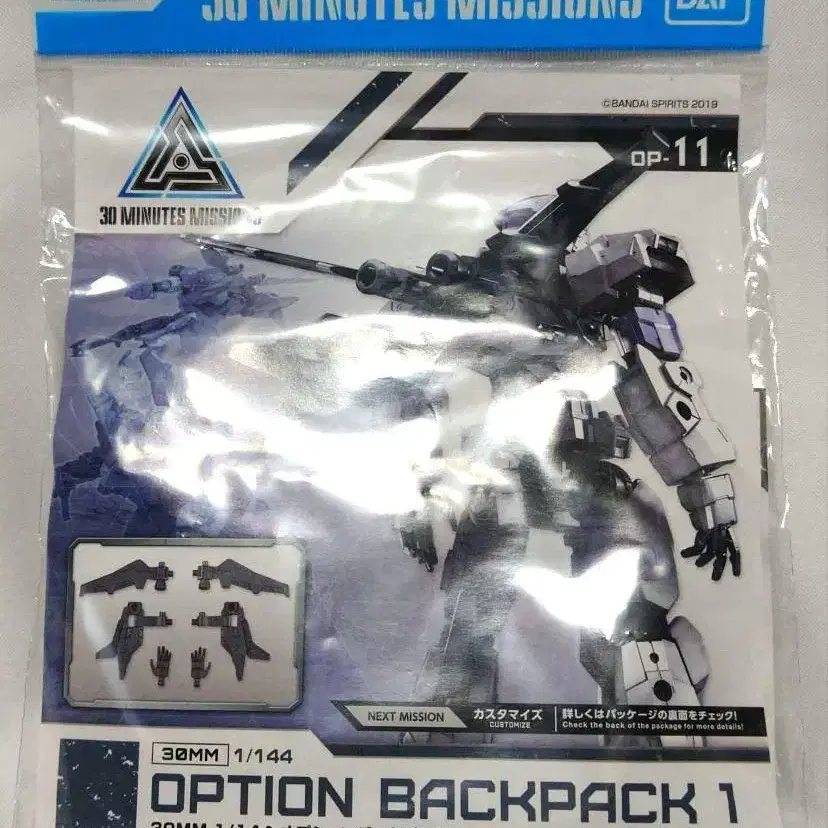 30 MINUTES MISSIONS
©BANDAI SPIRITS 2019
OP-11
30 MINUTES MISSIONS
NEXT MISSION
カスタマイズ
CUSTOMIZE
詳しくはパッケージの裏面をチェック!
Check the back of the package for more details!
30MM 1/144
OPTION BACKPACK 1